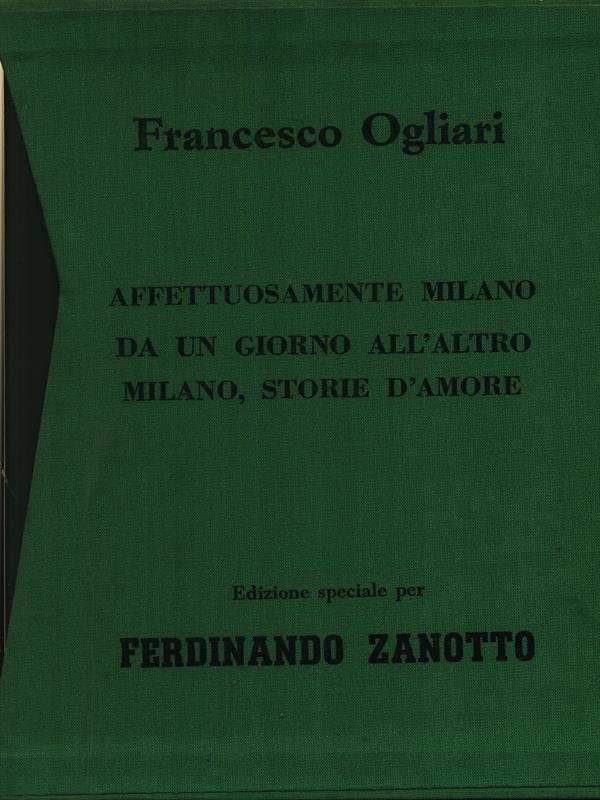 Francesco Ogliari
AFFETTUOSAMENTE MILANO
DA UN GIORNO ALL'ALTRO
MILANO, STORIE D'AMORE
Edizione speciale per
FERDINANDO ZANOTTO